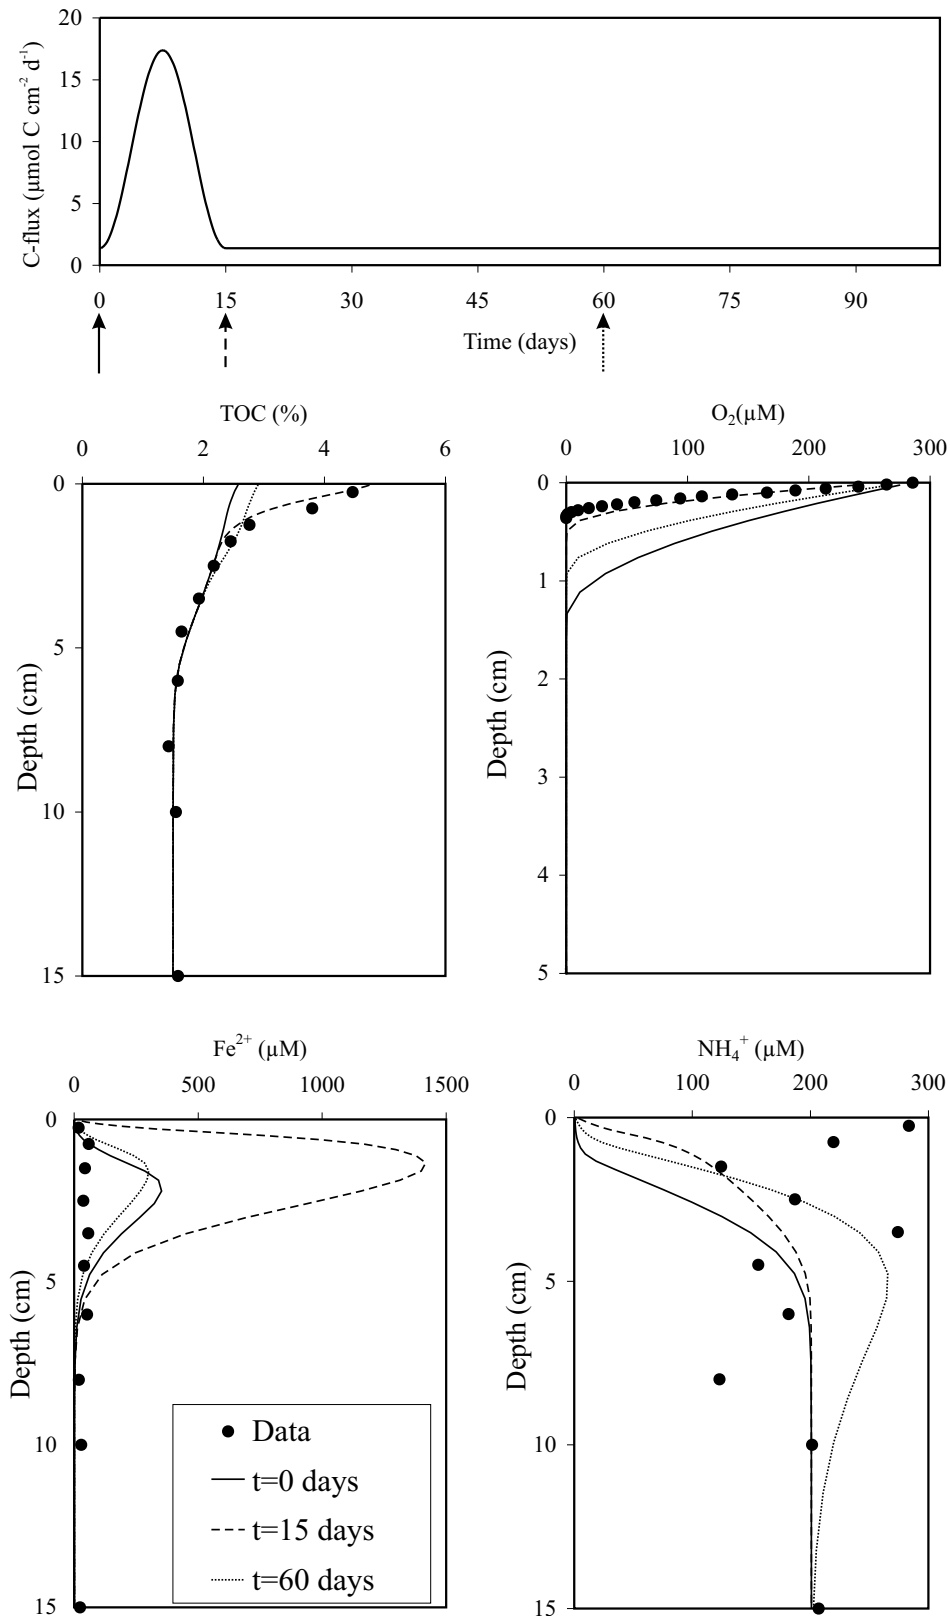 20
15
10
5
0
C-flux (µmol C cm-2 d-1)
0 15 30 45 60 75 90
Time (days)
TOC (%)
0 2 4 6
0
5
10
15
Depth (cm)
O2(µM)
0 100 200 300
0
1
2
3
4
5
Depth (cm)
Fe2+ (µM)
0 500 1000 1500
0
5
10
15
Depth (cm)
Data
t=0 days
t=15 days
t=60 days
NH4+ (µM)
0 100 200 300
0
5
10
15
Depth (cm)